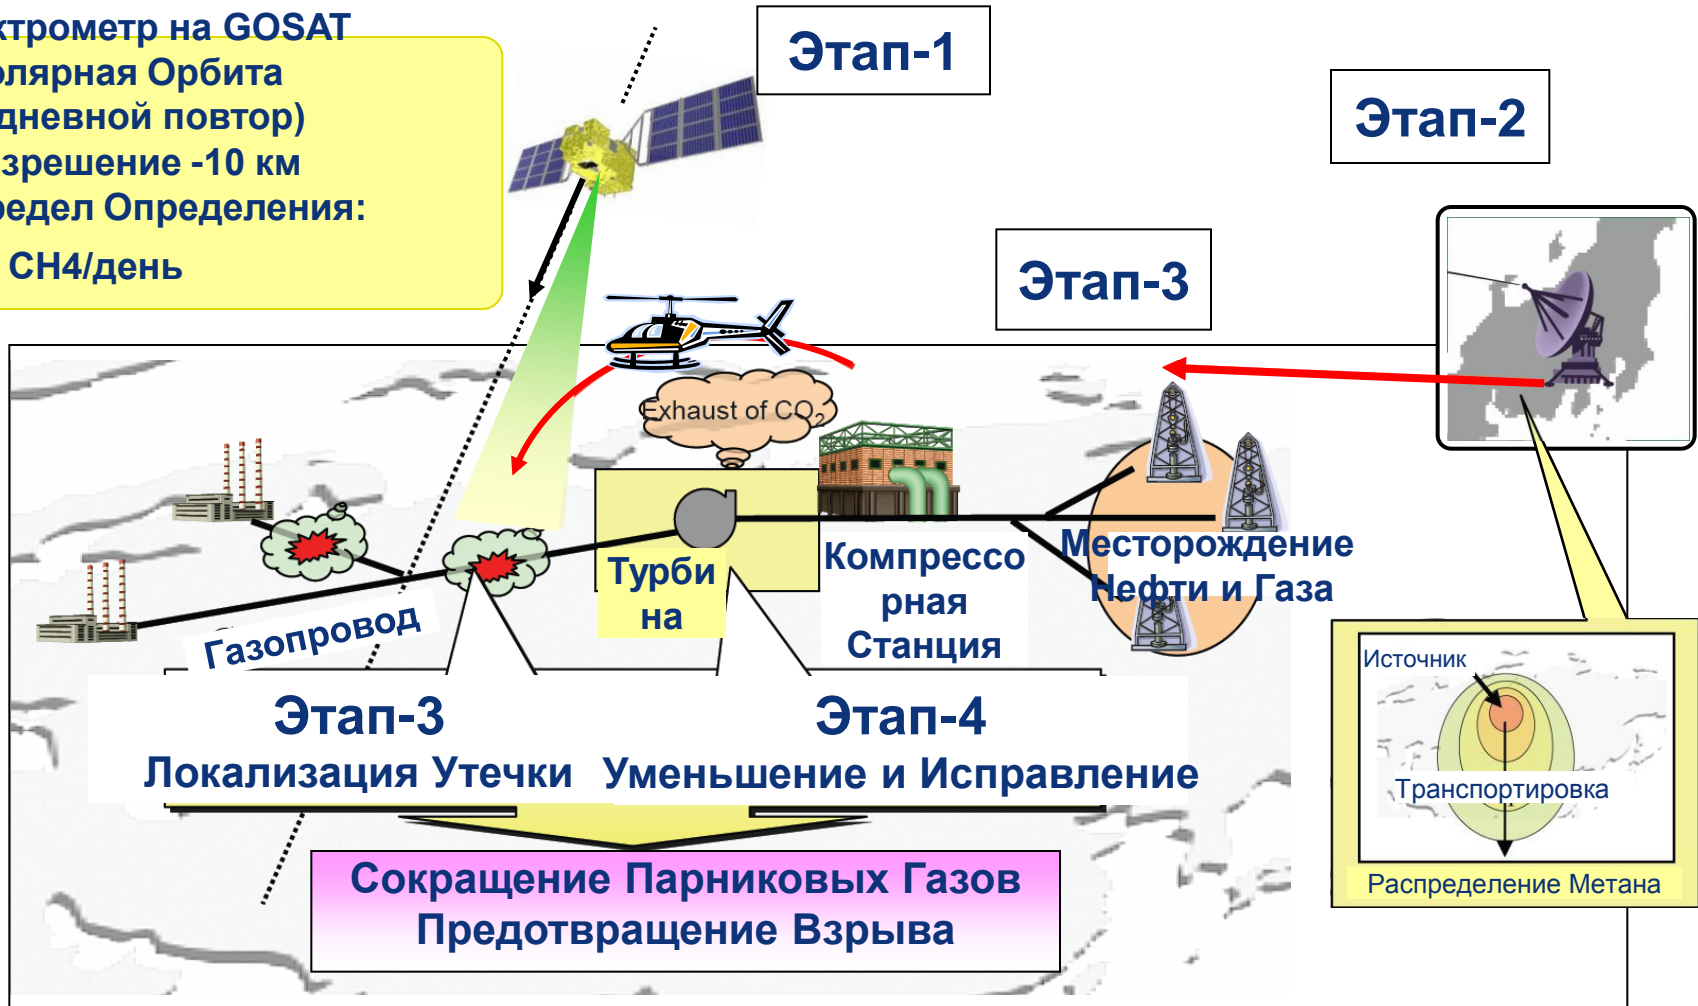 ктрометр на GOSAT
олярная Орбита
дневной повтор)
зрешение -10 км
редел Определения:
CH4/день
Этап-1
Этап-2
Этап-3
Exhaust of CO2
Турби
на
Компрессо
рная
Станция
Месторождение
Нефти и Газа
Газопровод
Этап-3
Локализация Утечки
Этап-4
Уменьшение и Исправление
Сокращение Парниковых Газов
Предотвращение Взрыва
Источник
Транспортировка
Распределение Метана